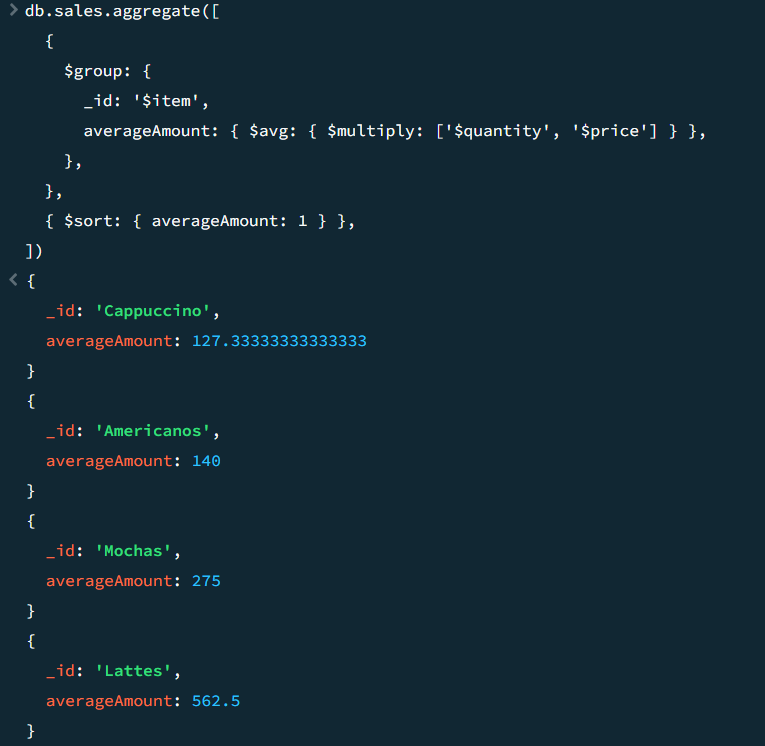 db.sales.aggregate([
{
$group: {
_id: '$item',
averageAmount: { $avg: { $multiply: ['$quantity', '$price'] } },
},
},
{ $sort: { averageAmount: 1 } },
])
{
_id: 'Cappuccino',
averageAmount: 127.33333333333333
}
{
_id: 'Americanos',
averageAmount: 140
}
{
_id: 'Mochas',
averageAmount: 275
}
{
_id: 'Lattes',
averageAmount: 562.5
}